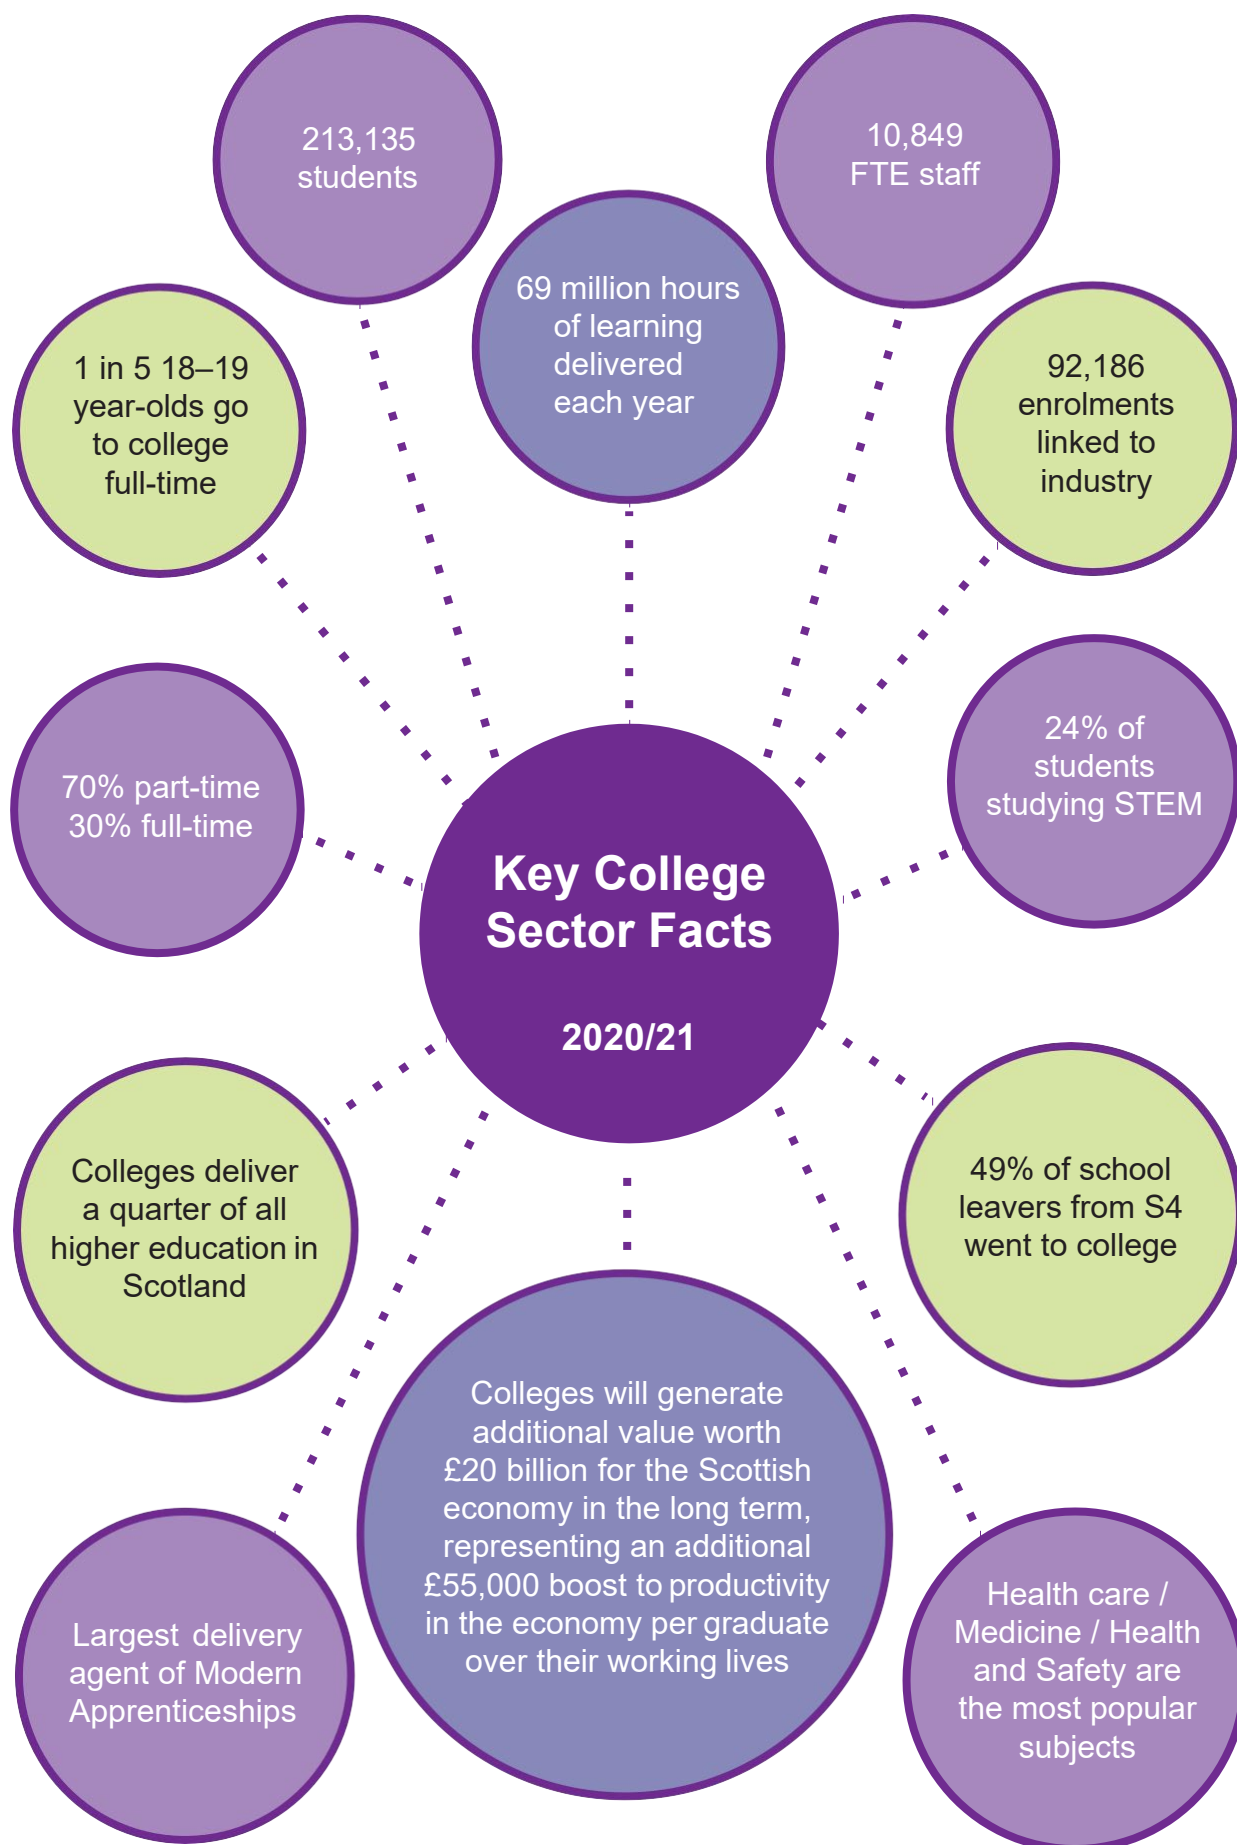 213,135
students
10,849
FTE staff
69 million hours
of learning
delivered
each year
1 in 5 18–19
year-olds go
to college
full-time
92,186
enrolments
linked to
industry
70% part-time
30% full-time
24% of
students
studying STEM
Key College
Sector Facts
2020/21
Colleges deliver
a quarter of all
higher education in
Scotland
49% of school
leavers from S4
went to college
Colleges will generate
additional value worth
£20 billion for the Scottish
economy in the long term,
representing an additional
£55,000 boost to productivity
in the economy per graduate
over their working lives
Largest delivery
agent of Modern
Apprenticeships
Health care /
Medicine / Health
and Safety are
the most popular
subjects